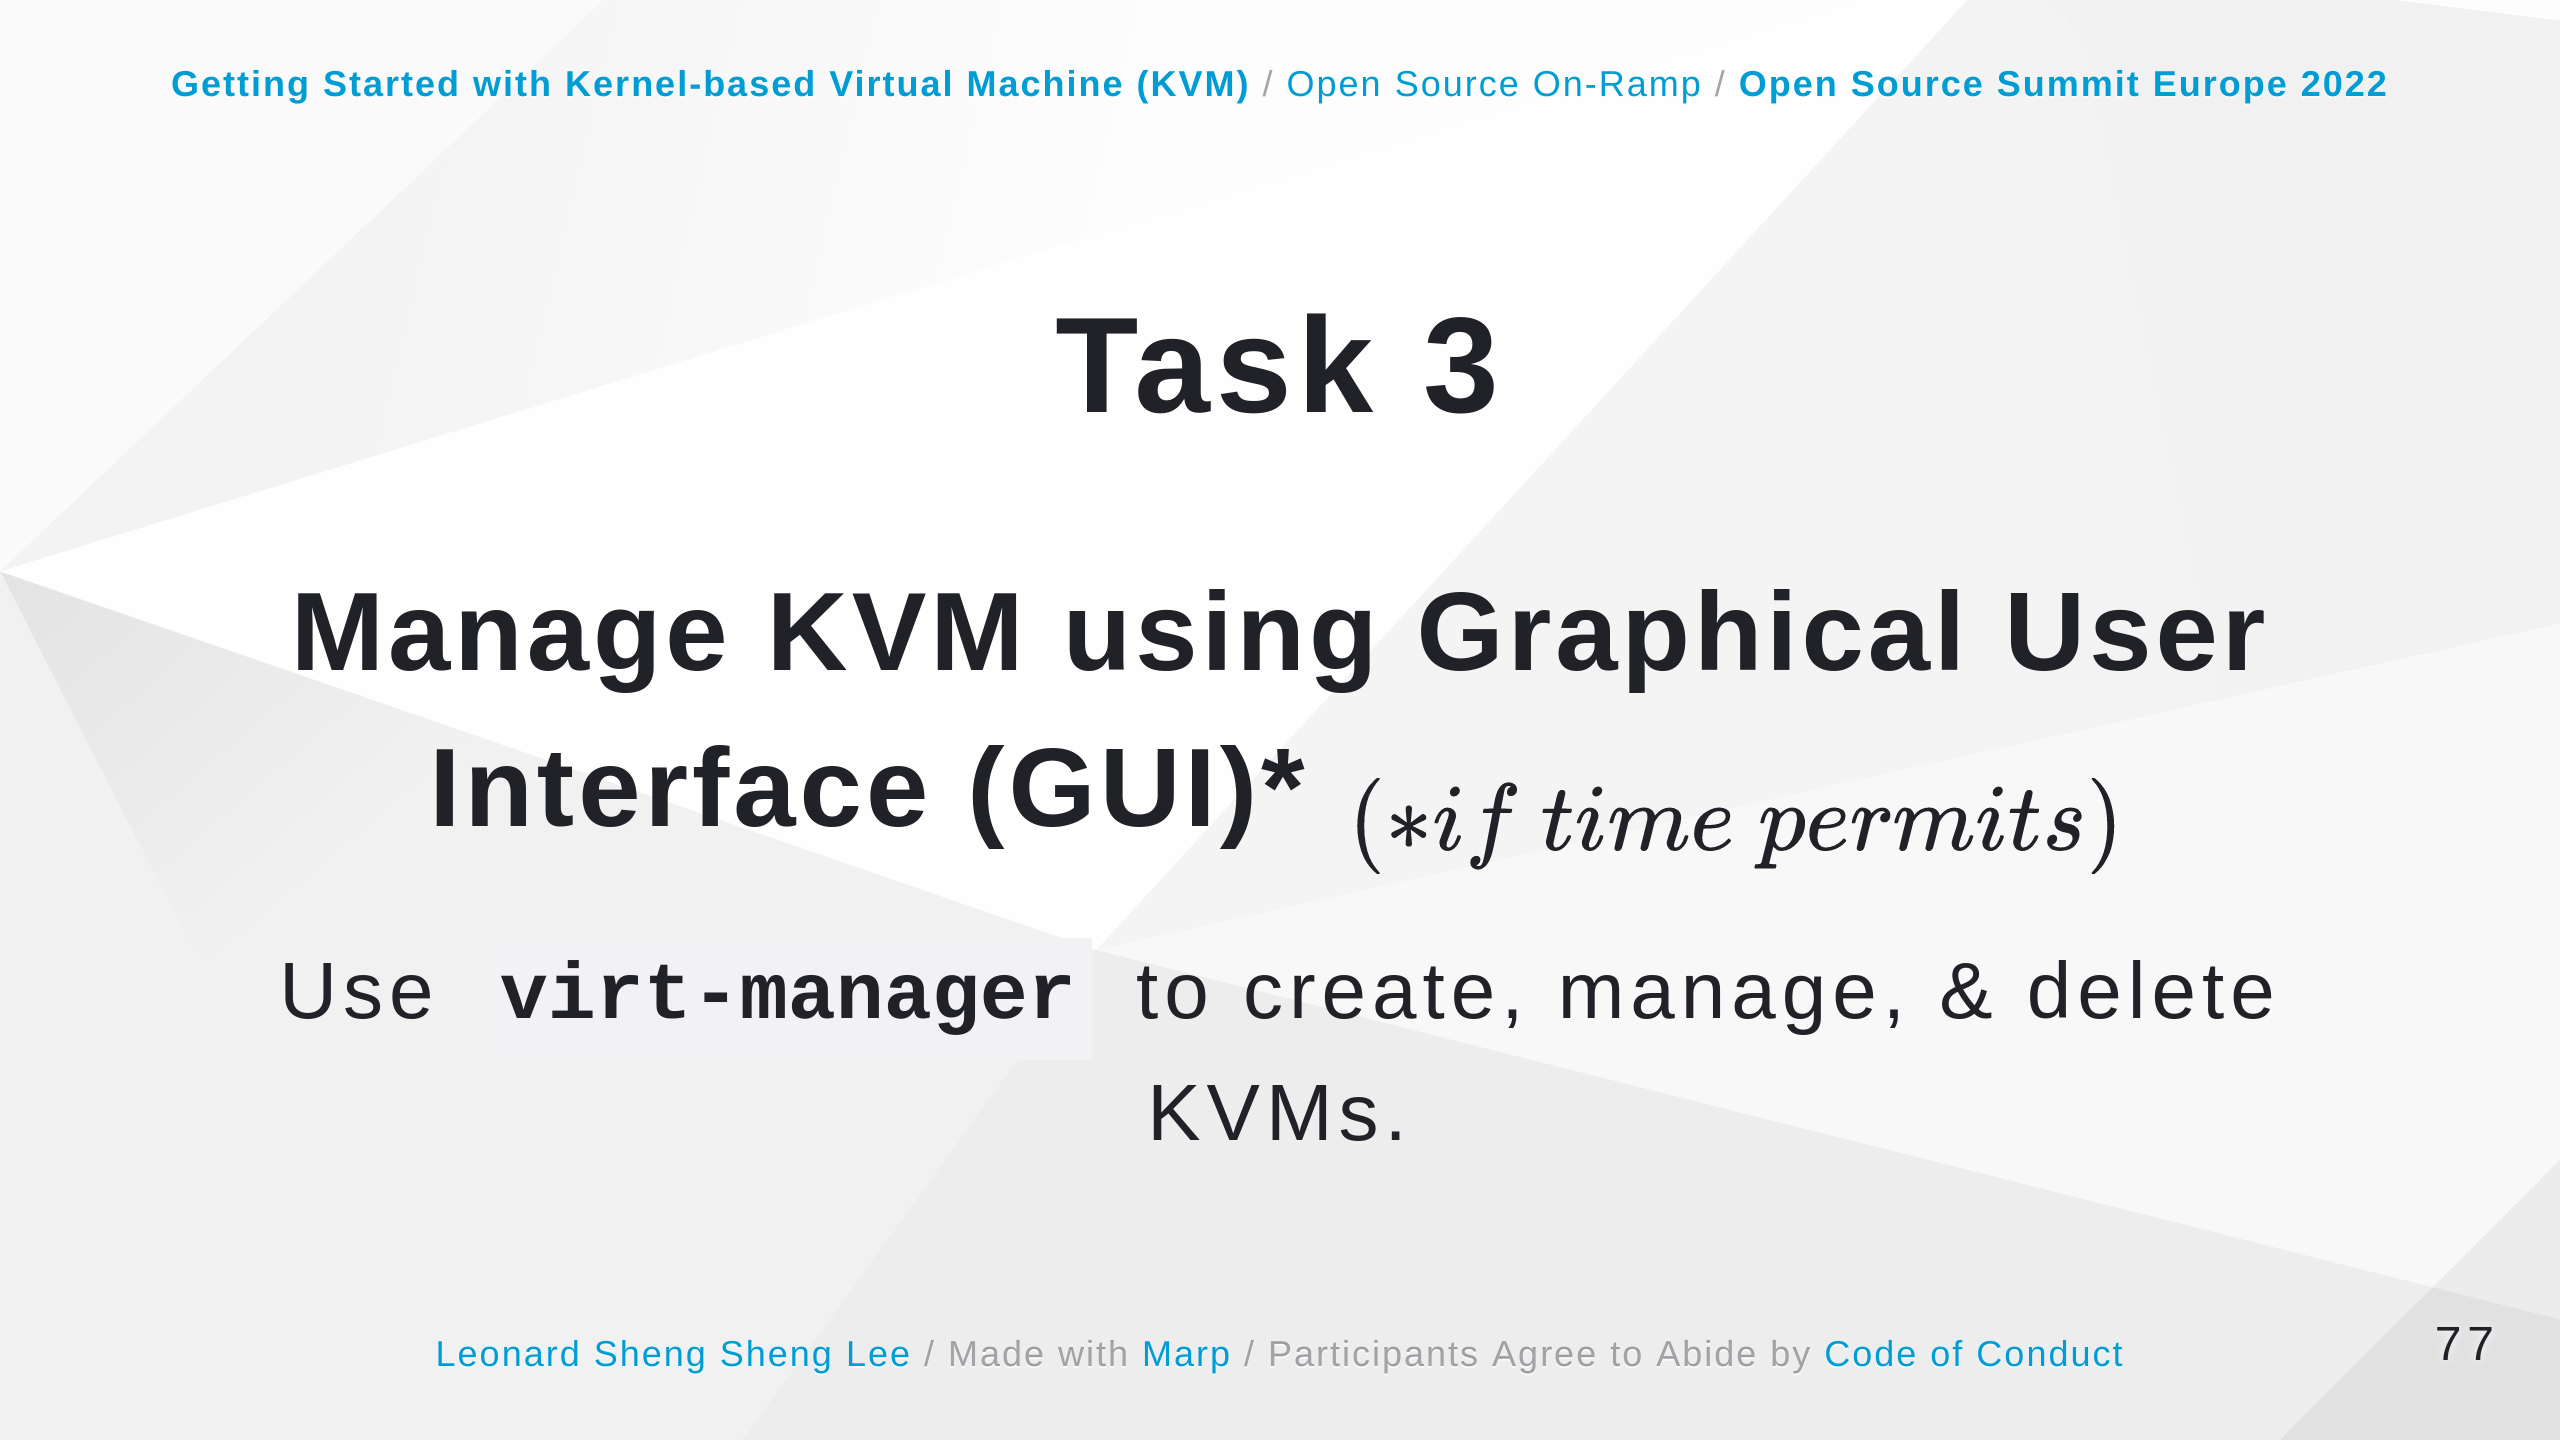 Getting Started with Kernel-based Virtual Machine (KVM) / Open Source On-Ramp / Open Source Summit Europe 2022
Task 3
Manage KVM using Graphical User
Interface (GUI)* (*if time permits)
Use virt-manager to create, manage, & delete
KVMs.
Leonard Sheng Sheng Lee / Made with Marp / Participants Agree to Abide by Code of Conduct
77